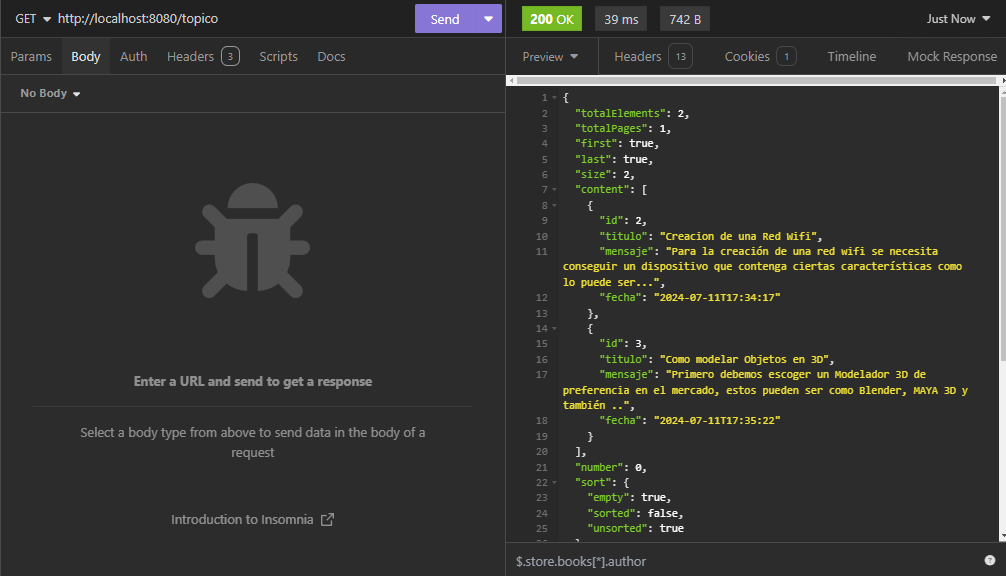 GET http://localhost:8080/topico Send
Params Body Auth Headers 3 Scripts Docs
No Body
Enter a URL and send to get a response
Select a body type from above to send data in the body of a
request
Introduction to Insomnia
200 OK 39 ms 742 B Just Now
Preview Headers 13 Cookies 1 Timeline Mock Response
1 {
2 "totalElements": 2,
3 "totalPages": 1,
4 "first": true,
5 "last": true,
6 "size": 2,
7 "content": [
8 {
9 "id": 2,
10 "titulo": "Creacion de una Red Wifi",
11 "mensaje": "Para la creación de una red wifi se necesita
conseguir un dispositivo que contenga ciertas características como
lo puede ser...",
12 "fecha": "2024-07-11T17:34:17"
13 },
14 {
15 "id": 3,
16 "titulo": "Como modelar Objetos en 3D",
17 "mensaje": "Primero debemos escoger un Modelador 3D de
preferencia en el mercado, estos pueden ser como Blender, MAYA 3D y
también ..",
18 "fecha": "2024-07-11T17:35:22"
19 }
20 ],
21 "number": 0,
22 "sort": {
23 "empty": true,
24 "sorted": false,
25 "unsorted": true
$.store.books[*].author